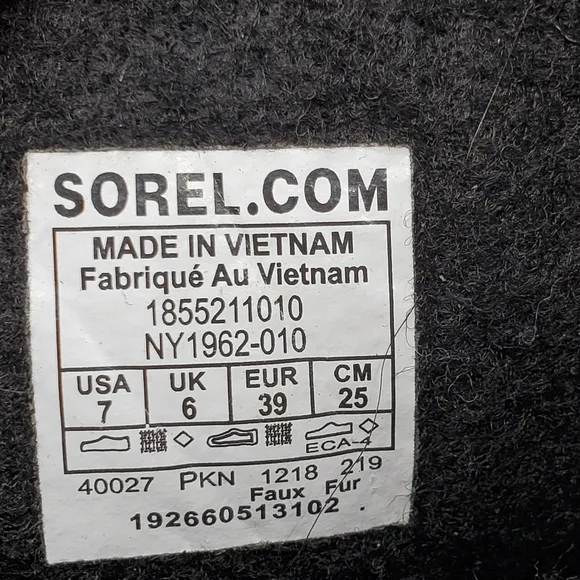 SOREL.COM
MADE IN VIETNAM
Fabriqué Au Vietnam
1855211010
NY1962-010
USA UK EUR CM
7 6 39 25
ECA-4
40027 PKN 1218 219
Faux Fur
192660513102